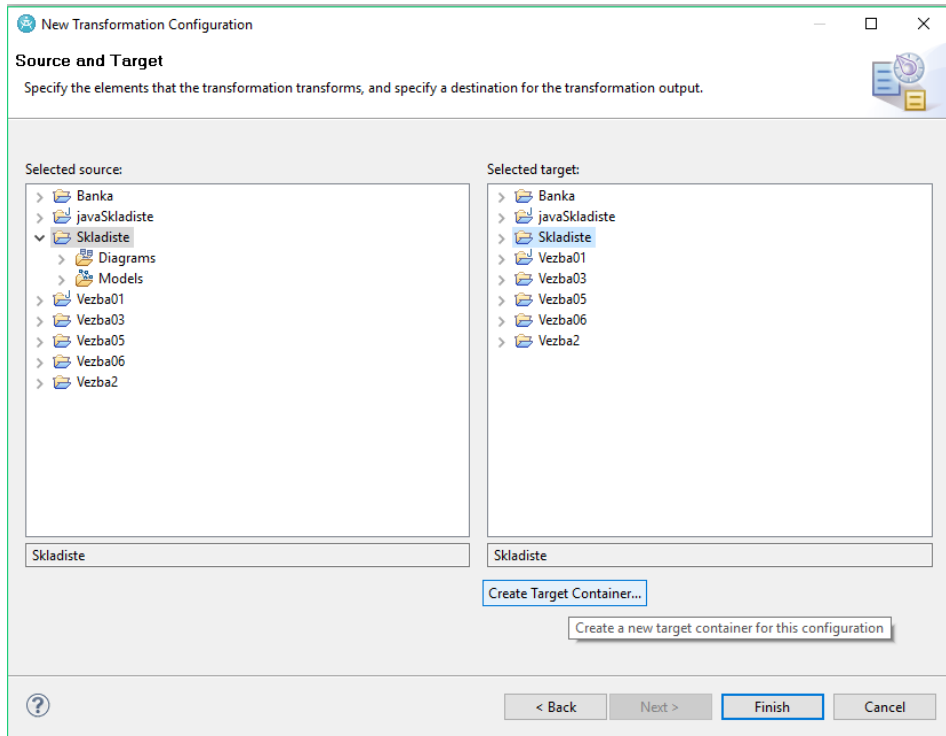 New Transformation Configuration
Source and Target
Specify the elements that the transformation transforms, and specify a destination for the transformation output.
Selected source:
Banka
javaSkladiste
Skladiste
Diagrams
Models
Vezba01
Vezba03
Vezba05
Vezba06
Vezba2
Skladiste
Selected target:
Banka
javaSkladiste
Skladiste
Vezba01
Vezba03
Vezba05
Vezba06
Vezba2
Skladiste
Create Target Container...
Create a new target container for this configuration
?
< Back
Next >
Finish
Cancel